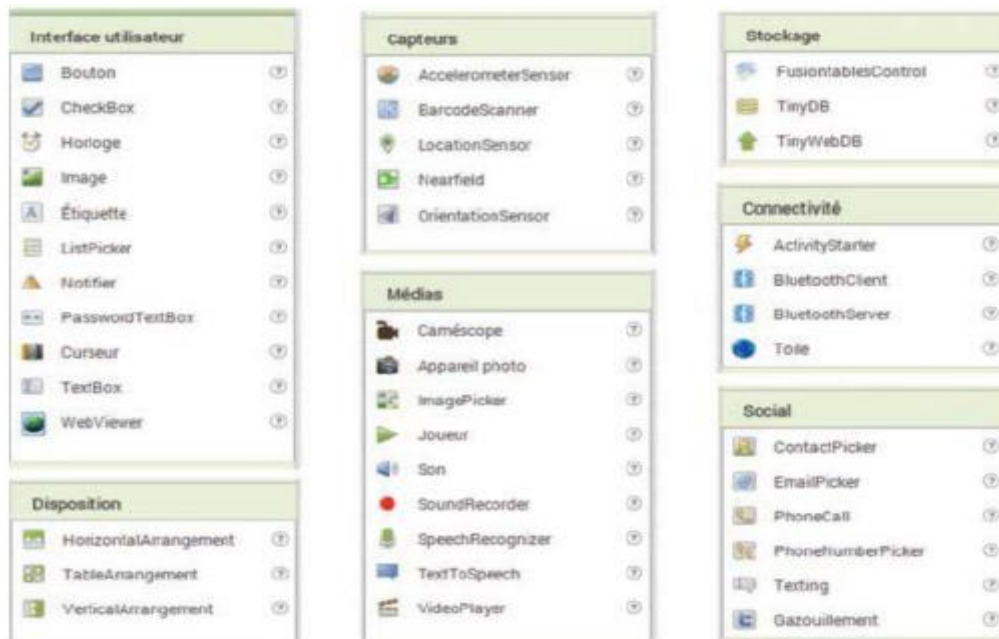 Interface utilisateur
Bouton
CheckBox
Horloge
Image
Étiquette
ListPicker
Notifier
PasswordTextBox
Curseur
TextBox
WebViewer
Disposition
HorizontalArrangement
TableArrangement
VerticalArrangement
Capteurs
AccelerometerSensor
BarcodeScanner
LocationSensor
Nearfield
OrientationSensor
Médias
Caméscope
Appareil photo
ImagePicker
Joueur
Son
SoundRecorder
SpeechRecognizer
TextToSpeech
VideoPlayer
Stockage
FusiontablesControl
TinyDB
TinyWebDB
Connectivité
ActivityStarter
BluetoothClient
BluetoothServer
Toile
Social
ContactPicker
EmailPicker
PhoneCall
PhoneNumberPicker
Texting
Gazouillement